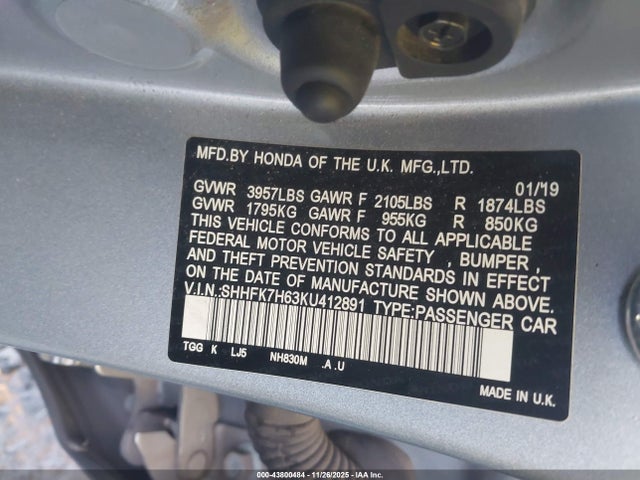 MFD.BY HONDA OF THE U.K. MFG.,LTD.
01/'19
GVWR 3957LBS GAWR F 2105LBS R 1874LBS
GVWR 1795KG GAWR F 955KG R 850KG
THIS VEHICLE CONFORMS TO ALL APPLICABLE
FEDERAL MOTOR VEHICLE SAFETY , BUMPER ,
AND THEFT PREVENTION STANDARDS IN EFFECT
ON THE DATE OF MANUFACTURE SHOWN ABOVE.
V.I.N.:SHHFK7H63KU412891 TYPE:PASSENGER CAR
TGG K LJ5 NH830M .A .U
MADE IN U.K.
000-43800484 | 11/26/2025 | IAA Inc.